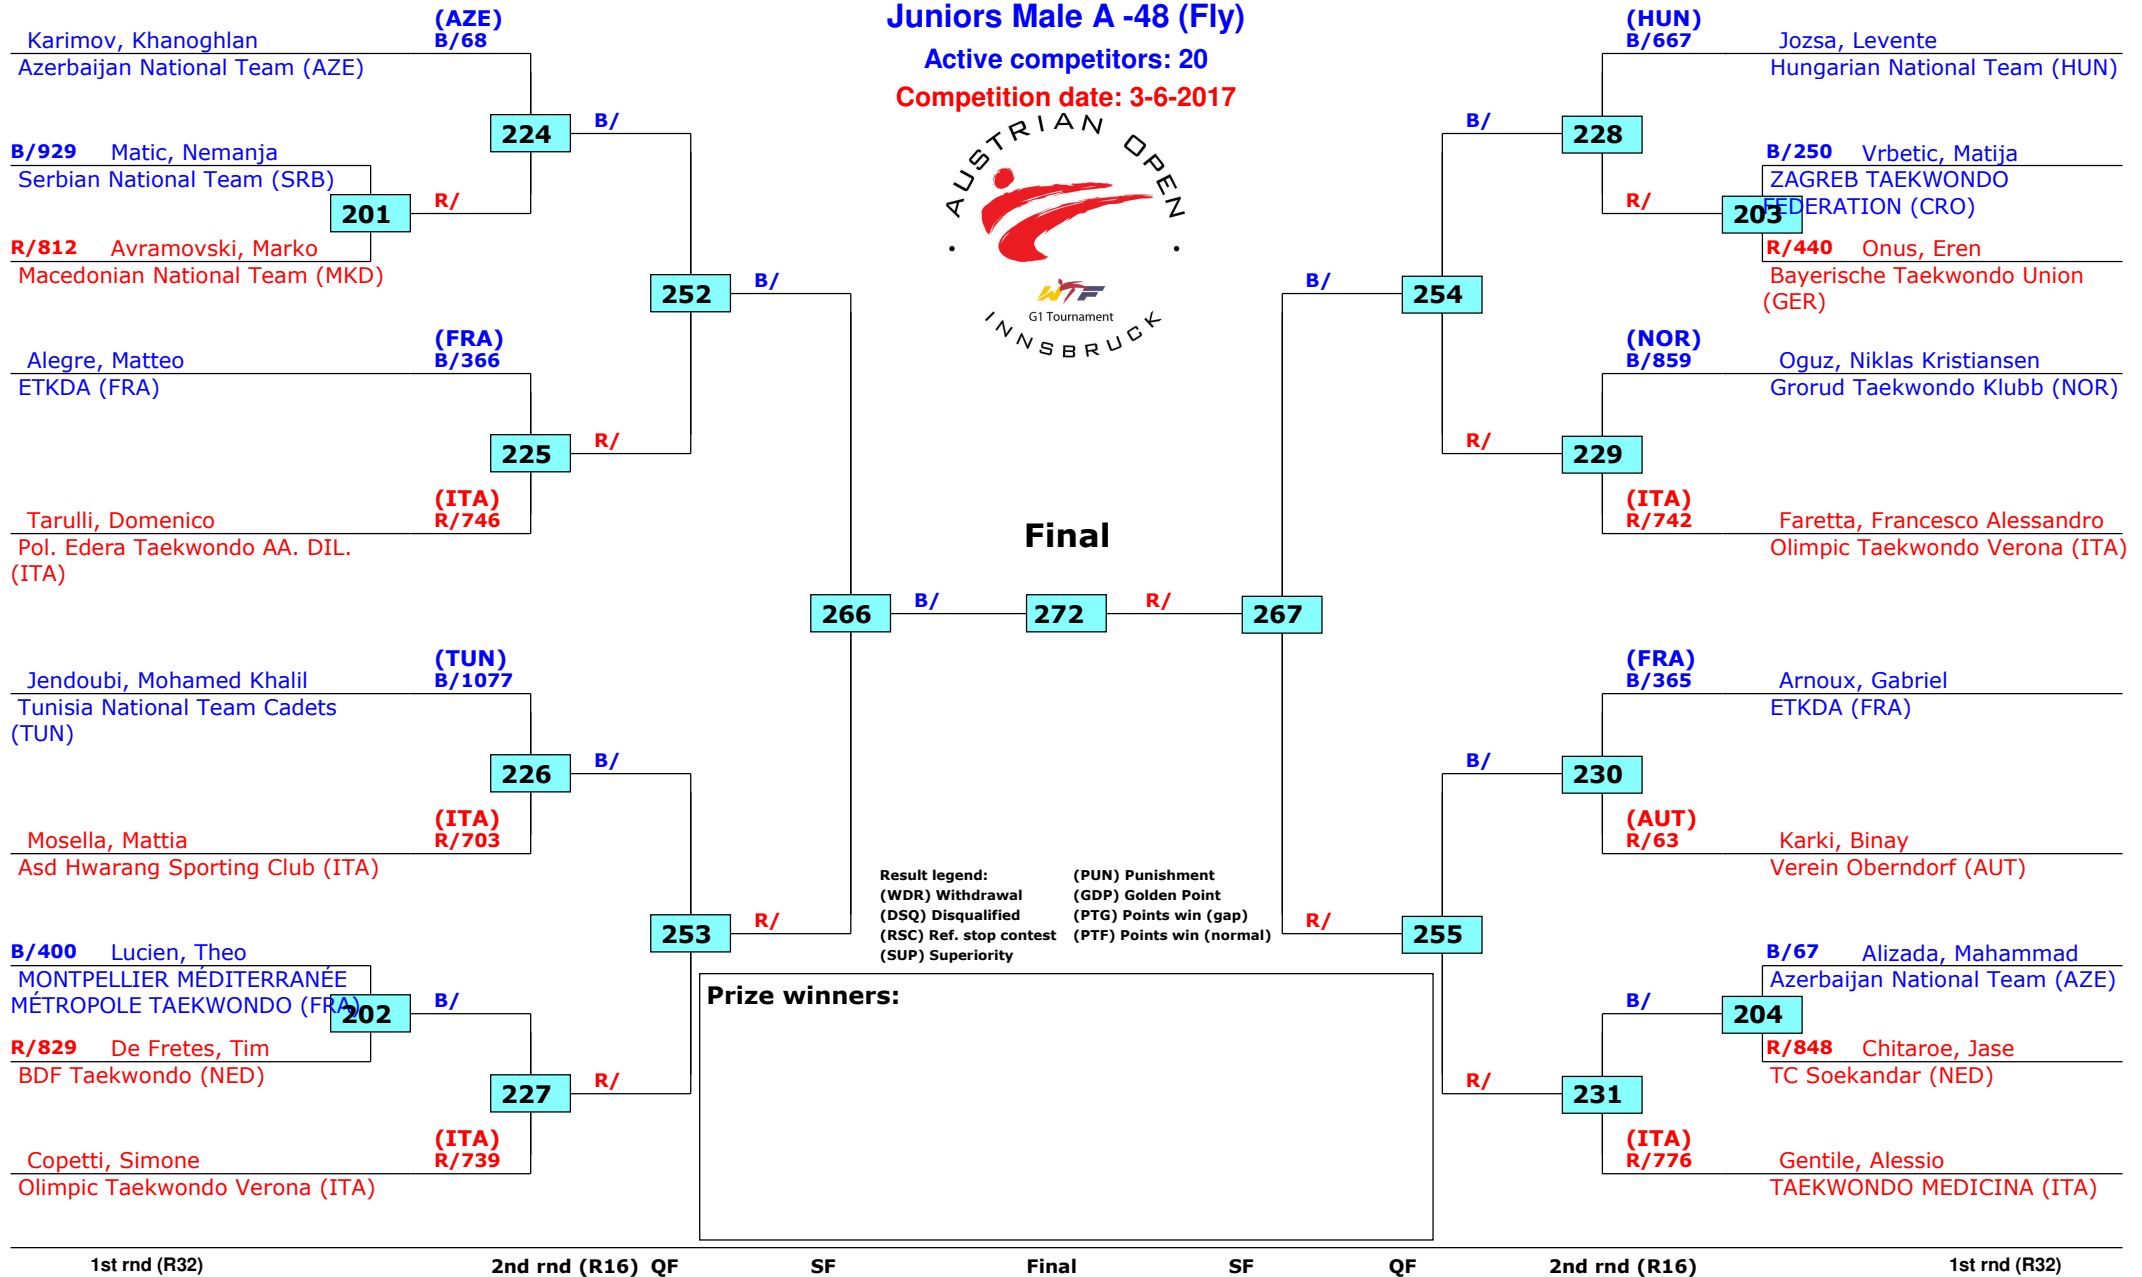 Juniors Male A -48 (Fly)
Active competitors: 20
Competition date: 3-6-2017
AUSTRIAN OPEN
WTF
G1 Tournament
INNSBRUCK
(AZE)
Karimov, Khanoghlan B/68
Azerbaijan National Team (AZE)
224 B/
B/929 Matic, Nemanja
Serbian National Team (SRB)
201 R/
R/812 Avramovski, Marko
Macedonian National Team (MKD)
252 B/
(FRA)
Alegre, Matteo B/366
ETKDA (FRA)
225 R/
(ITA)
Tarulli, Domenico R/746
Pol. Edera Taekwondo AA. DIL.
(ITA)
266 B/
(TUN)
Jendoubi, Mohamed Khalil B/1077
Tunisia National Team Cadets
(TUN)
226 B/
(ITA)
Mosella, Mattia R/703
Asd Hwarang Sporting Club (ITA)
253 R/
B/400 Lucien, Theo
MONTPELLIER MÉDITERRANÉE
MÉTROPOLE TAEKWONDO (FRA)
202 B/
R/829 De Fretes, Tim
BDF Taekwondo (NED)
227 R/
(ITA)
Copetti, Simone R/739
Olimpic Taekwondo Verona (ITA)
Final
272
(HUN)
B/667 Jozsa, Levente
Hungarian National Team (HUN)
B/ 228
B/250 Vrbetic, Matija
ZAGREB TAEKWONDO
FEDERATION (CRO)
R/ 203
R/440 Onus, Eren
Bayerische Taekwondo Union
(GER)
B/ 254
(NOR)
B/859 Oguz, Niklas Kristiansen
Grorud Taekwondo Klubb (NOR)
R/ 229
(ITA)
R/742 Faretta, Francesco Alessandro
Olimpic Taekwondo Verona (ITA)
R/ 267
(FRA)
B/365 Arnoux, Gabriel
ETKDA (FRA)
B/ 230
(AUT)
R/63 Karki, Binay
Verein Oberndorf (AUT)
R/ 255
B/67 Alizada, Mahammad
Azerbaijan National Team (AZE)
B/ 204
R/848 Chitaroe, Jase
TC Soekandar (NED)
R/ 231
(ITA)
R/776 Gentile, Alessio
TAEKWONDO MEDICINA (ITA)
Result legend: (PUN) Punishment
(WDR) Withdrawal (GDP) Golden Point
(DSQ) Disqualified (PTG) Points win (gap)
(RSC) Ref. stop contest (PTF) Points win (normal)
(SUP) Superiority
Prize winners:
1st rnd (R32) 2nd rnd (R16) QF SF Final SF QF 2nd rnd (R16) 1st rnd (R32)